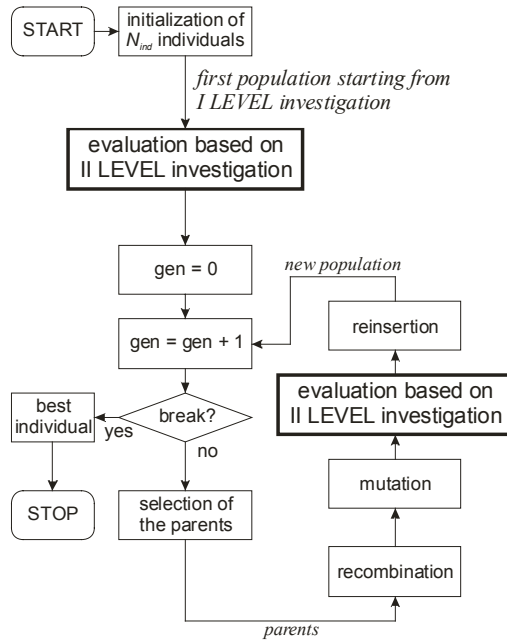 START
initialization of
N_ind individuals
first population starting from
I LEVEL investigation
evaluation based on
II LEVEL investigation
gen = 0
new population
gen = gen + 1
reinsertion
evaluation based on
II LEVEL investigation
best
individual
yes
break?
no
mutation
STOP
selection of
the parents
recombination
parents